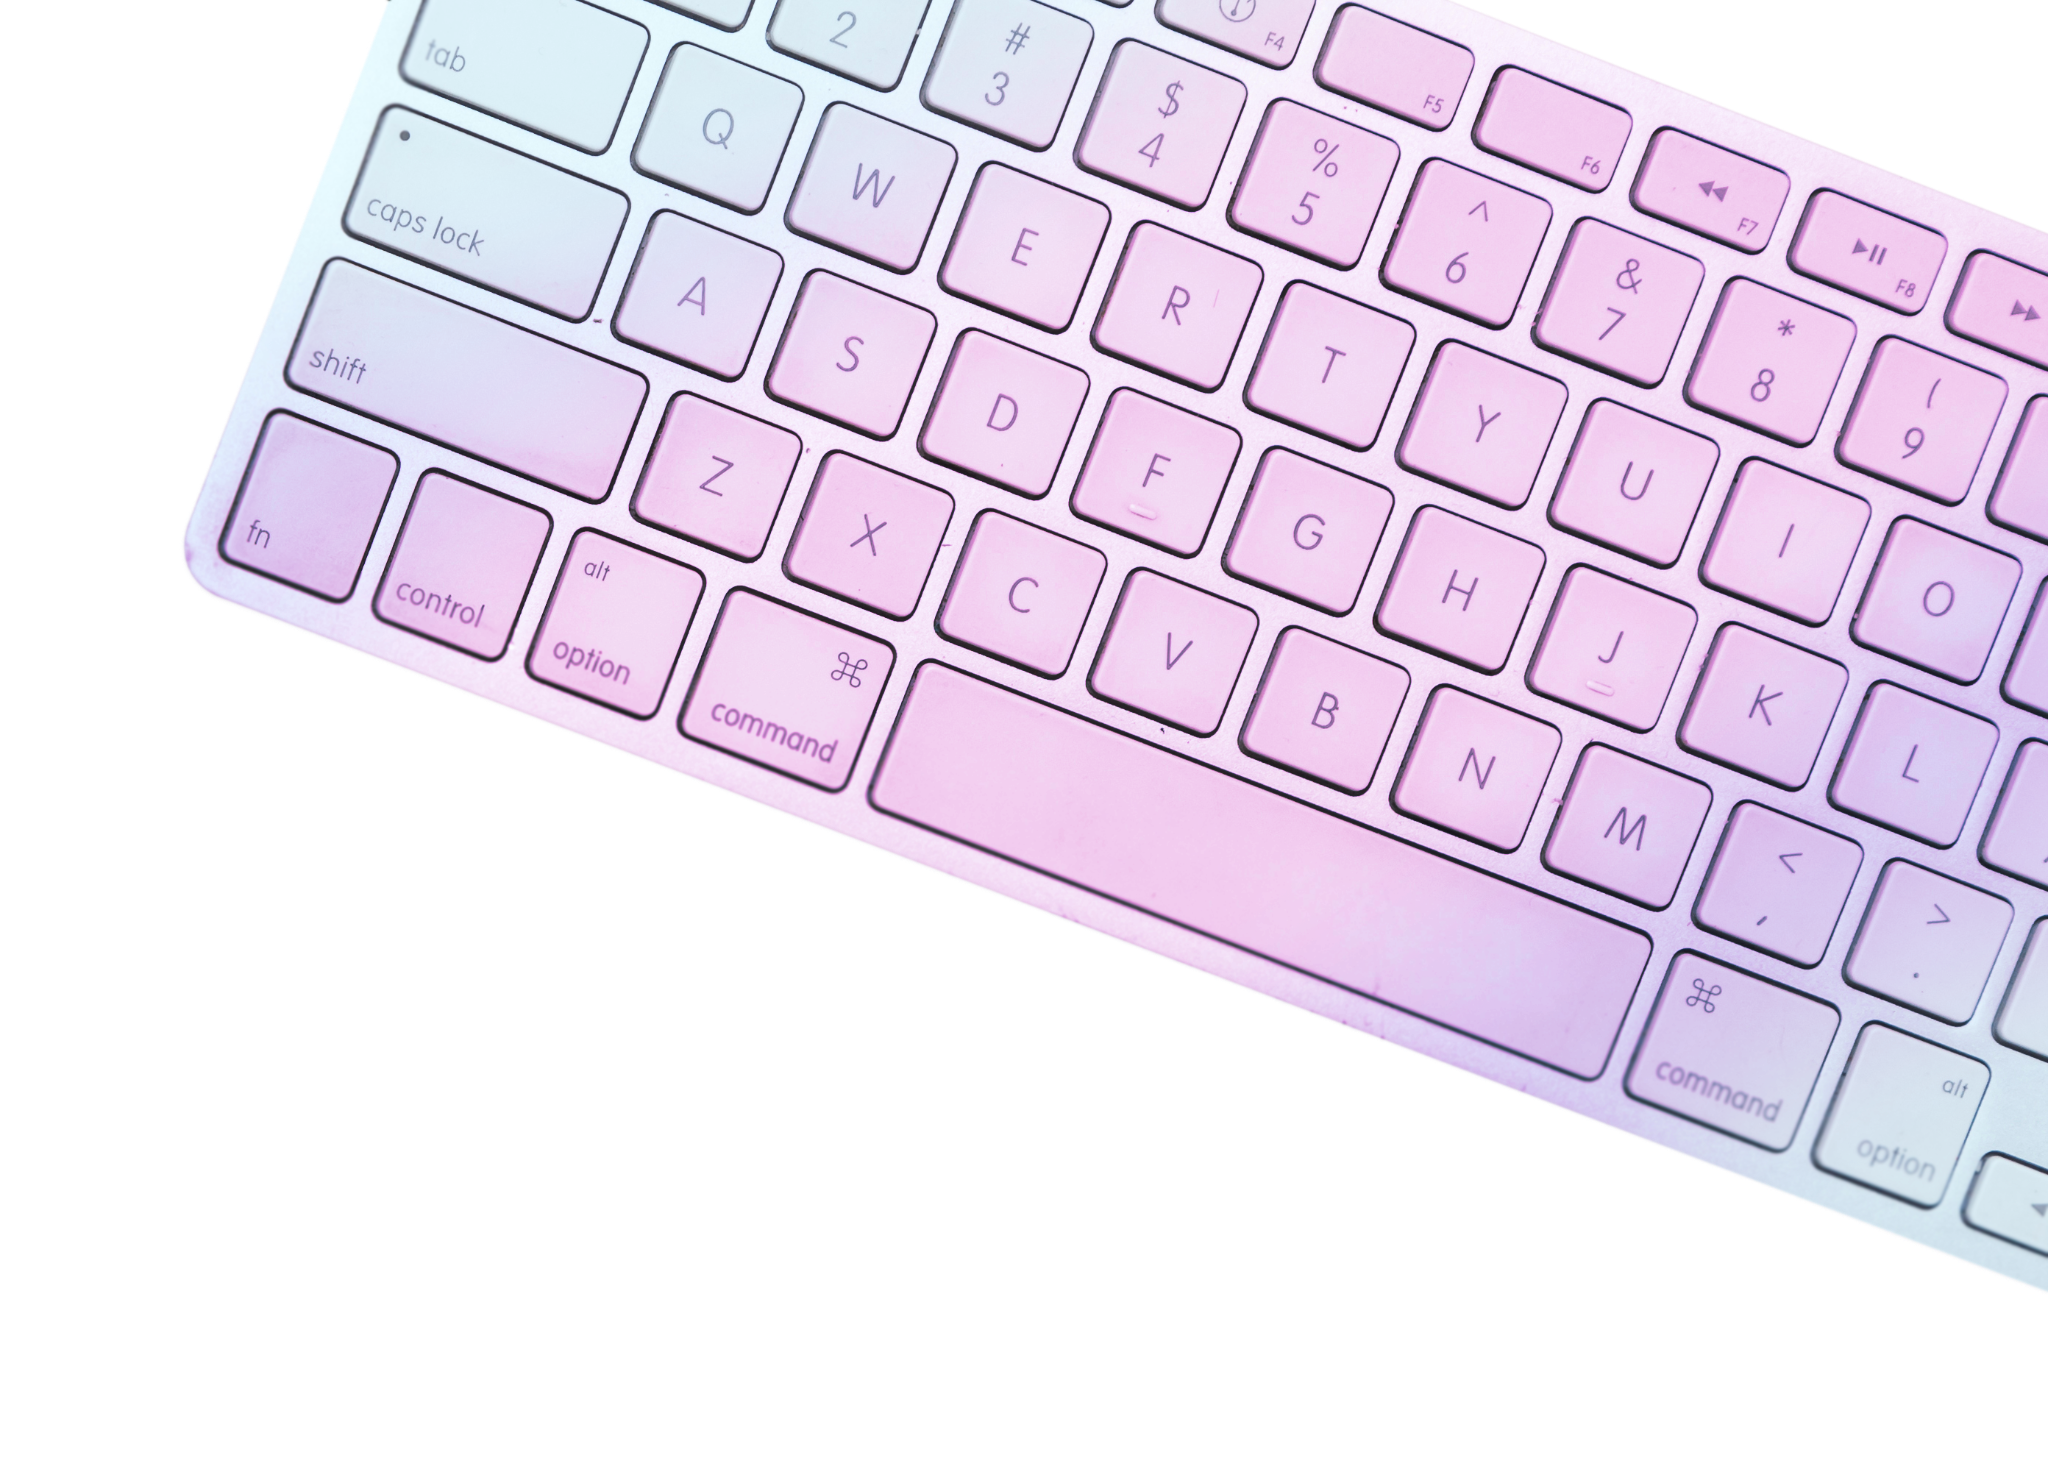 F4
F5
F6
F7
F8
2
#
3
$
4
%
5
^
6
&
7
*
8
(
9
tab
Q
W
E
R
T
Y
U
I
O
caps lock
A
S
D
F
G
H
J
K
L
shift
Z
X
C
V
B
N
M
<
,
>
.
fn
control
alt
option
⌘
command
⌘
command
alt
option